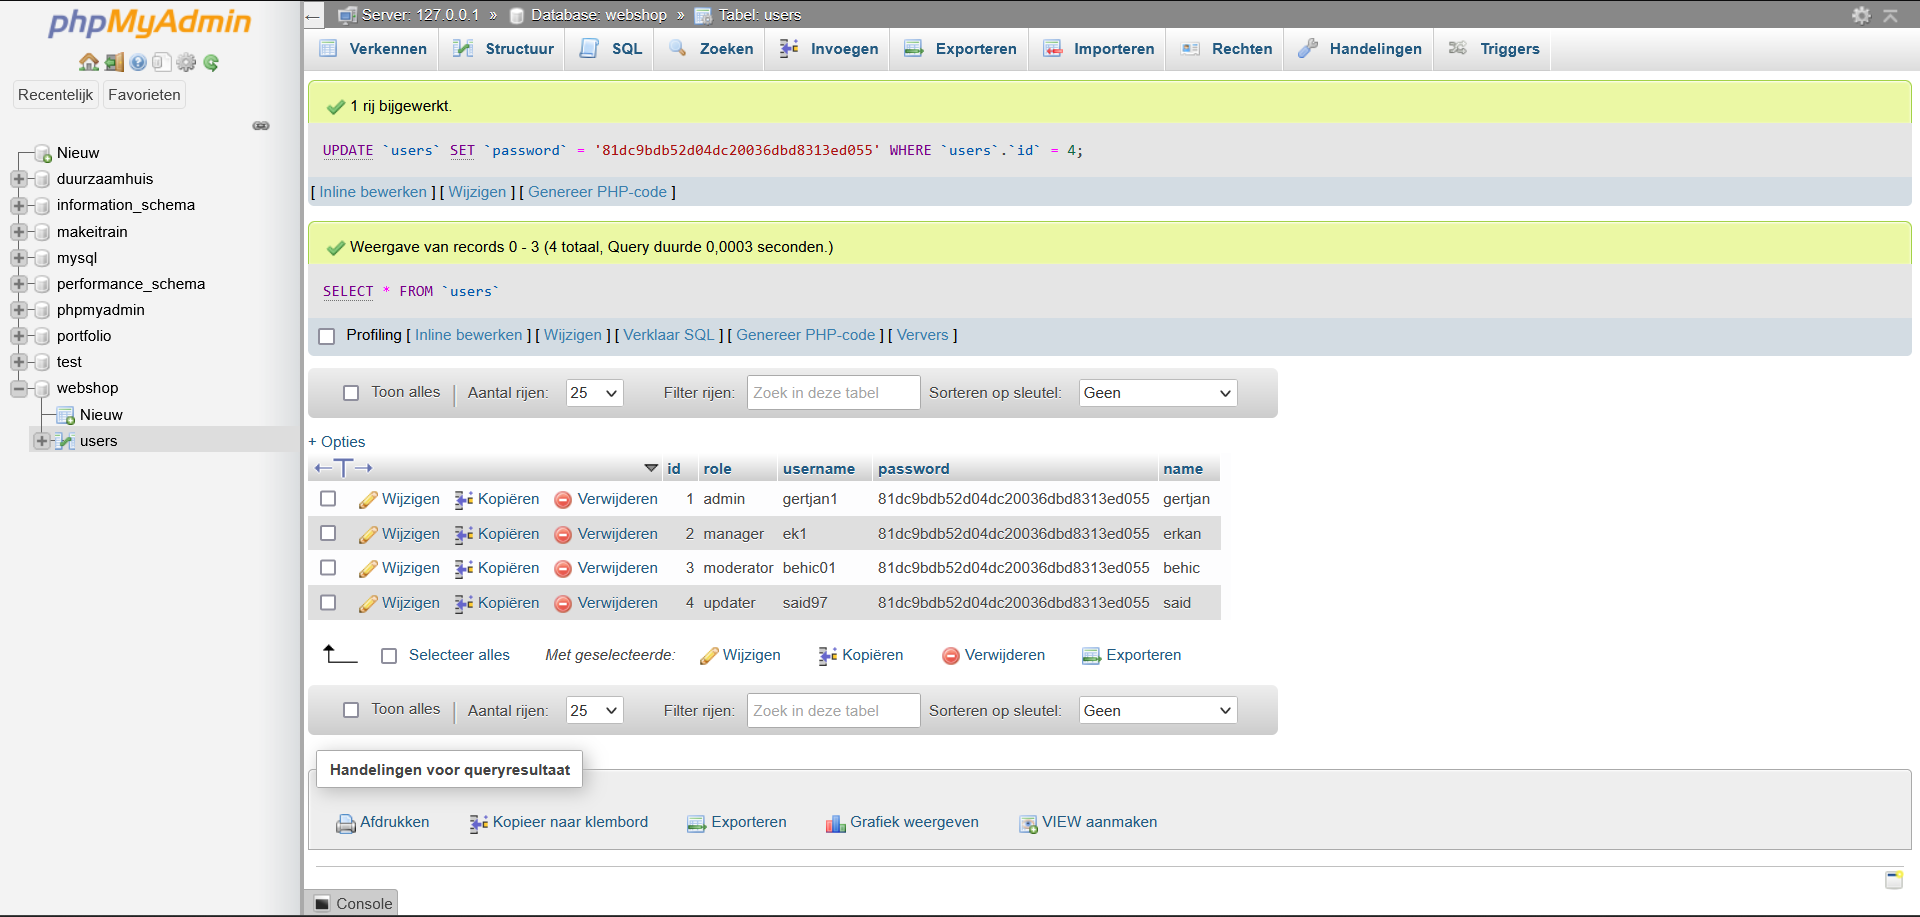 phpMyAdmin
Recentelijk Favorieten
Nieuw
duurzaamhuis
information_schema
makeitrain
mysql
performance_schema
phpmyadmin
portfolio
test
webshop
Nieuw
users
Server: 127.0.0.1 » Database: webshop » Tabel: users
Verkennen Structuur SQL Zoeken Invoegen Exporteren Importeren Rechten Handelingen Triggers
1 rij bijgewerkt.
UPDATE `users` SET `password` = '81dc9bdb52d04dc20036dbd8313ed055' WHERE `users`.`id` = 4;
[ Inline bewerken ] [ Wijzigen ] [ Genereer PHP-code ]
Weergave van records 0 - 3 (4 totaal, Query duurde 0,0003 seconden.)
SELECT * FROM `users`
Profiling [ Inline bewerken ] [ Wijzigen ] [ Verklaar SQL ] [ Genereer PHP-code ] [ Ververs ]
Toon alles | Aantal rijen: 25 Filter rijen: Zoek in deze tabel Sorteren op sleutel: Geen
+ Opties
←T→ id role username password name
Wijzigen Kopiëren Verwijderen 1 admin gertjan1 81dc9bdb52d04dc20036dbd8313ed055 gertjan
Wijzigen Kopiëren Verwijderen 2 manager ek1 81dc9bdb52d04dc20036dbd8313ed055 erkan
Wijzigen Kopiëren Verwijderen 3 moderator behic01 81dc9bdb52d04dc20036dbd8313ed055 behic
Wijzigen Kopiëren Verwijderen 4 updater said97 81dc9bdb52d04dc20036dbd8313ed055 said
Selecteer alles Met geselecteerde: Wijzigen Kopiëren Verwijderen Exporteren
Toon alles | Aantal rijen: 25 Filter rijen: Zoek in deze tabel Sorteren op sleutel: Geen
Handelingen voor queryresultaat
Afdrukken Kopieer naar klembord Exporteren Grafiek weergeven VIEW aanmaken
Console